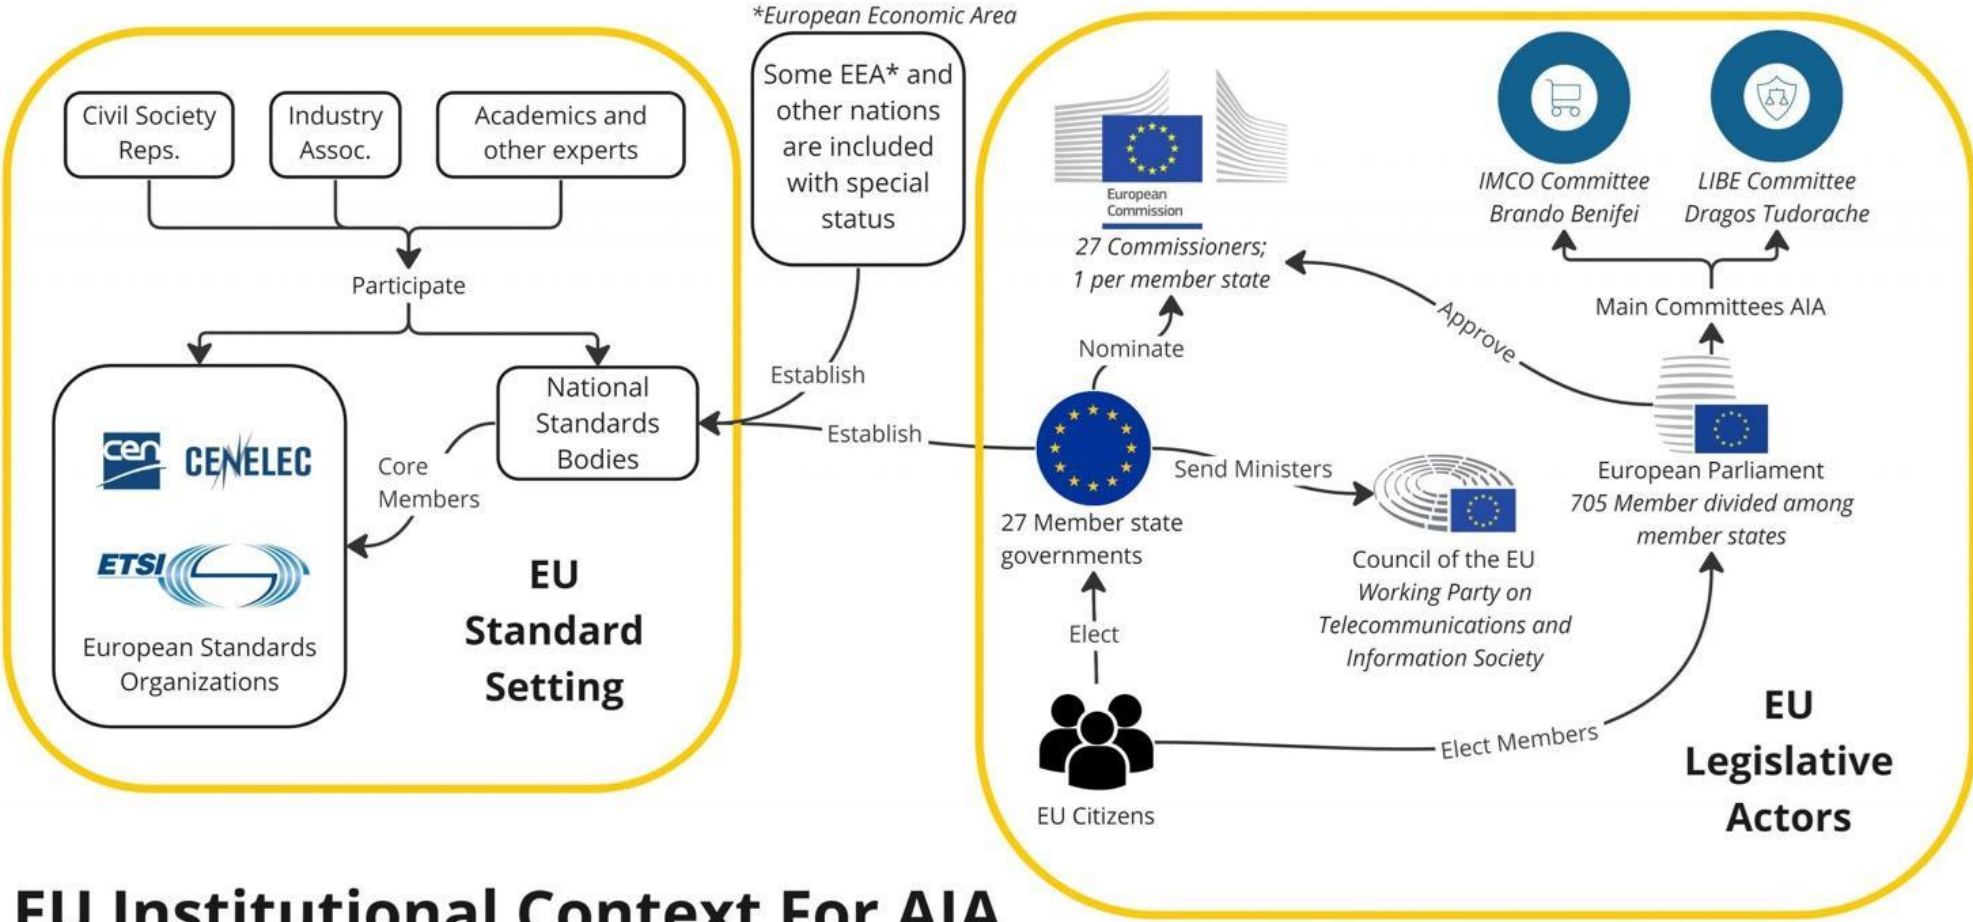 *European Economic Area
Some EEA* and
other nations
are included
with special
status
Civil Society
Reps.
Industry
Assoc.
Academics and
other experts
Participate
cen
CENELEC
ETSI
European Standards
Organizations
National
Standards
Bodies
Core
Members
EU
Standard
Setting
Establish
Establish
European
Commission
27 Commissioners;
1 per member state
Nominate
27 Member state
governments
Elect
EU Citizens
Send Ministers
Council of the EU
Working Party on
Telecommunications and
Information Society
Approve
IMCO Committee
Brando Benifei
LIBE Committee
Dragos Tudorache
Main Committees AIA
European Parliament
705 Member divided among
member states
Elect Members
EU
Legislative
Actors
EU Institutional Context For AIA